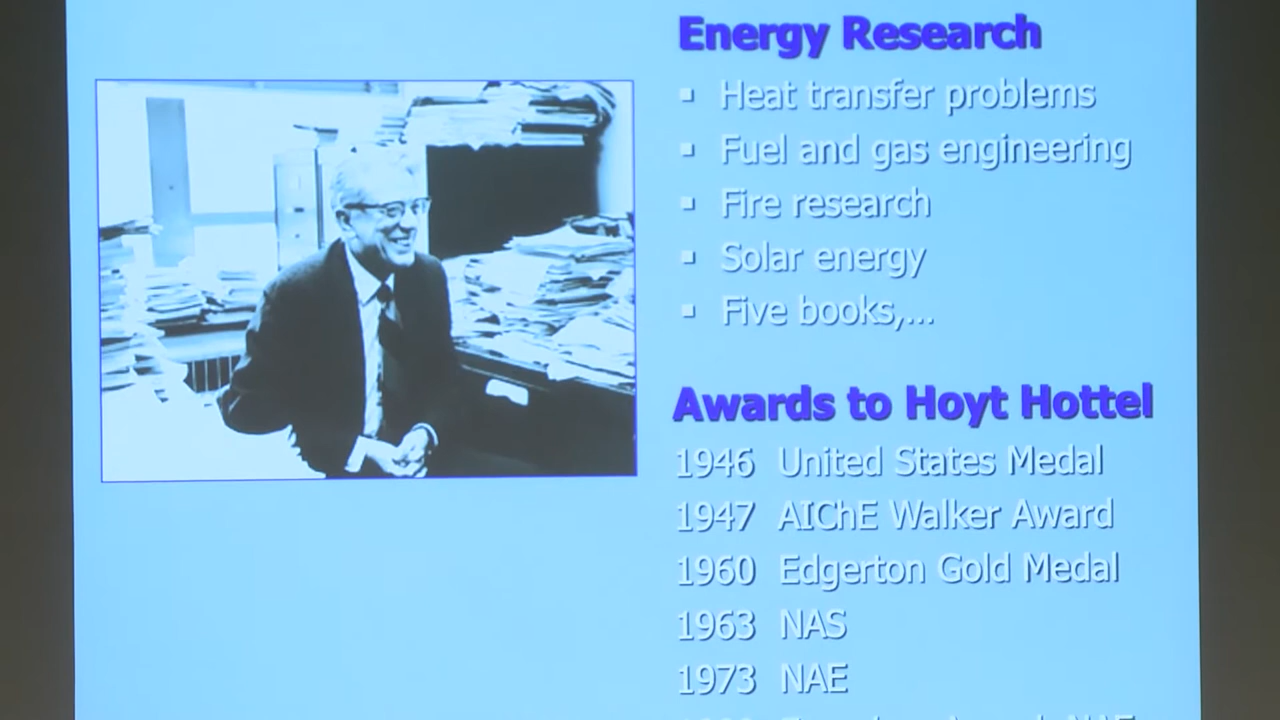 Energy Research
▪ Heat transfer problems
▪ Fuel and gas engineering
▪ Fire research
▪ Solar energy
▪ Five books,...
Awards to Hoyt Hottel
1946 United States Medal
1947 AIChE Walker Award
1960 Edgerton Gold Medal
1963 NAS
1973 NAE